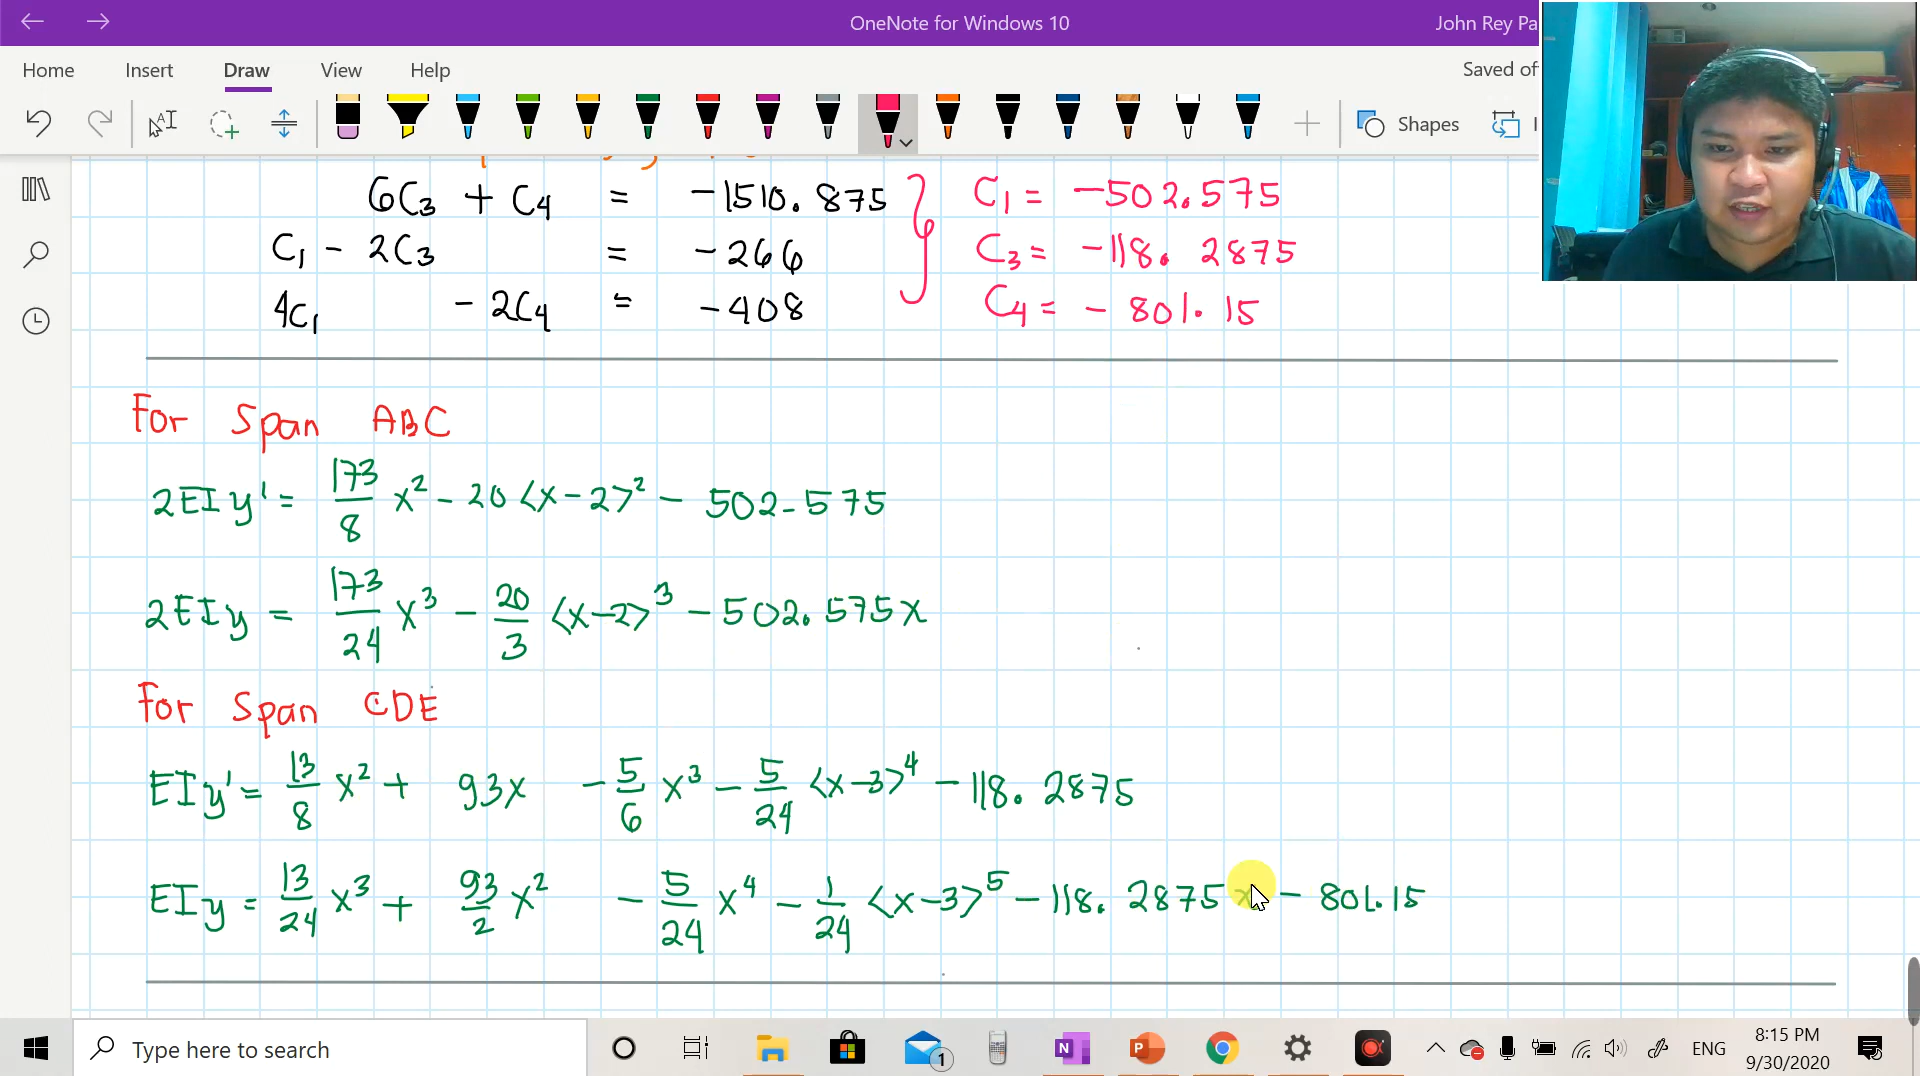 OneNote for Windows 10
John Rey Pa
Home Insert Draw View Help
Saved of
Shapes
6C₃ + C₄ = -1510.875
C₁ - 2C₃ = -266
4C₁ - 2C₄ = -408
C₁ = -502.575
C₃ = -118.2875
C₄ = -801.15
For Span ABC
2EIy' = 173/8 x² - 20<x-2>² - 502.575
2EIy = 173/24 x³ - 20/3 <x-2>³ - 502.575x
For Span CDE
EIy' = 13/8 x² + 93x - 5/6 x³ - 5/24 <x-3>⁴ - 118.2875
EIy = 13/24 x³ + 93/2 x² - 5/24 x⁴ - 1/24 <x-3>⁵ - 118.2875x - 801.15
Type here to search
1
ENG
8:15 PM
9/30/2020